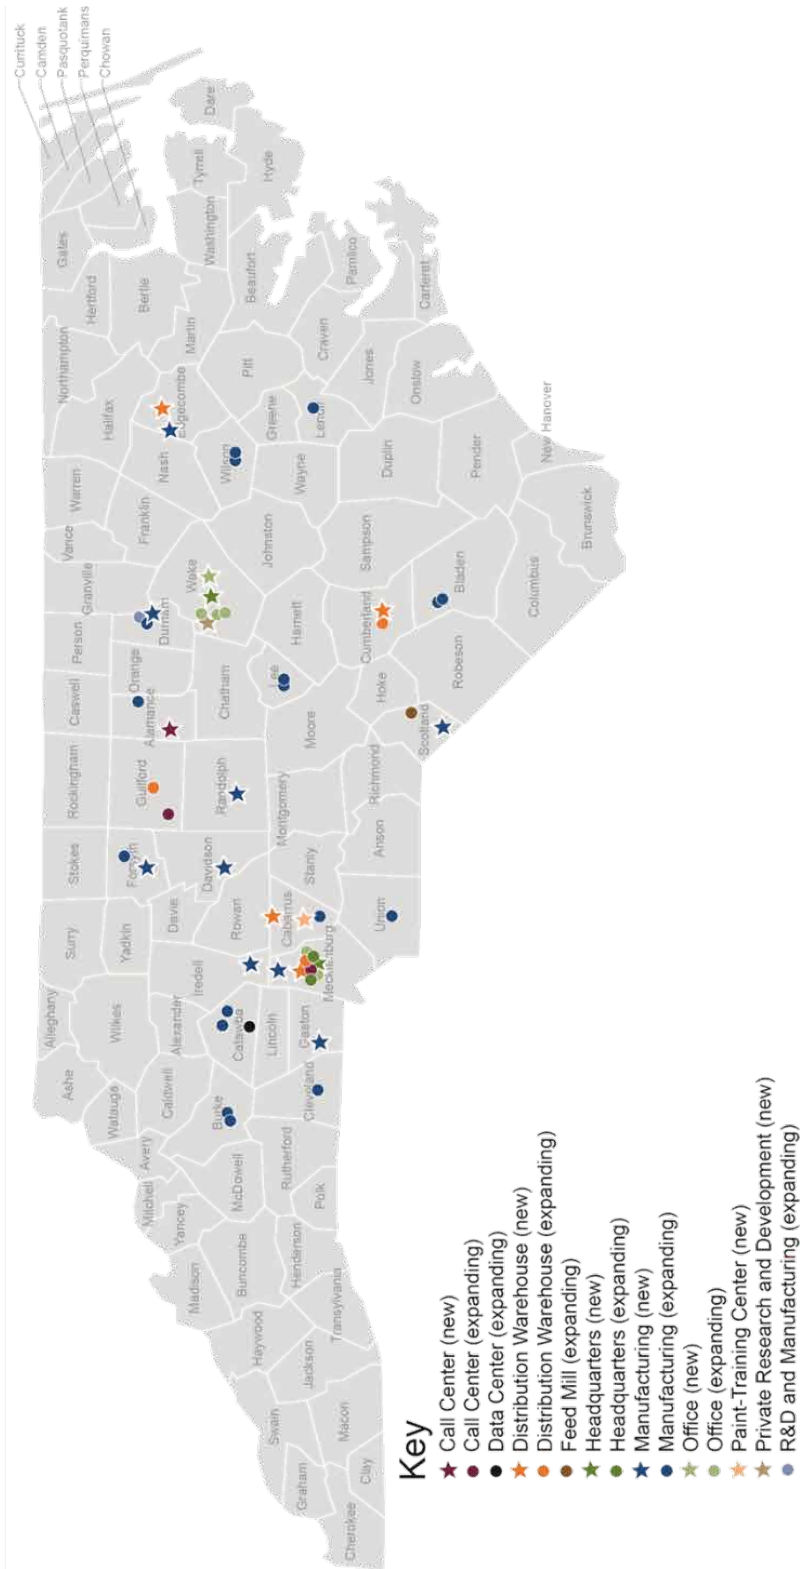 Currituck
Camden
Pasquotank
Perquimans
Chowan
Alleghany
Ashe
Surry
Stokes
Rockingham
Caswell
Person
Granville
Vance
Warren
Northampton
Gates
Hertford
Halifax
Watauga
Wilkes
Yadkin
Forsyth
Guilford
Alamance
Orange
Durham
Franklin
Nash
Edgecombe
Bertie
Martin
Mitchell
Avery
Caldwell
Alexander
Iredell
Davie
Davidson
Randolph
Chatham
Wake
Wilson
Pitt
Washington
Tyrrell
Dare
Madison
Yancey
McDowell
Burke
Catawba
Rowan
Lee
Johnston
Greene
Beaufort
Hyde
Haywood
Buncombe
Rutherford
Lincoln
Cabarrus
Stanly
Montgomery
Moore
Harnett
Wayne
Lenoir
Craven
Pamlico
Swain
Graham
Jackson
Henderson
Polk
Cleveland
Gaston
Mecklenburg
Cherokee
Clay
Macon
Transylvania
Union
Anson
Richmond
Hoke
Cumberland
Sampson
Duplin
Jones
Onslow
Carteret
Scotland
Robeson
Bladen
Pender
Columbus
Brunswick
New Hanover
Key
Call Center (new)
Call Center (expanding)
Data Center (expanding)
Distribution Warehouse (new)
Distribution Warehouse (expanding)
Feed Mill (expanding)
Headquarters (new)
Headquarters (expanding)
Manufacturing (new)
Manufacturing (expanding)
Office (new)
Office (expanding)
Paint-Training Center (new)
Private Research and Development (new)
R&D and Manufacturing (expanding)